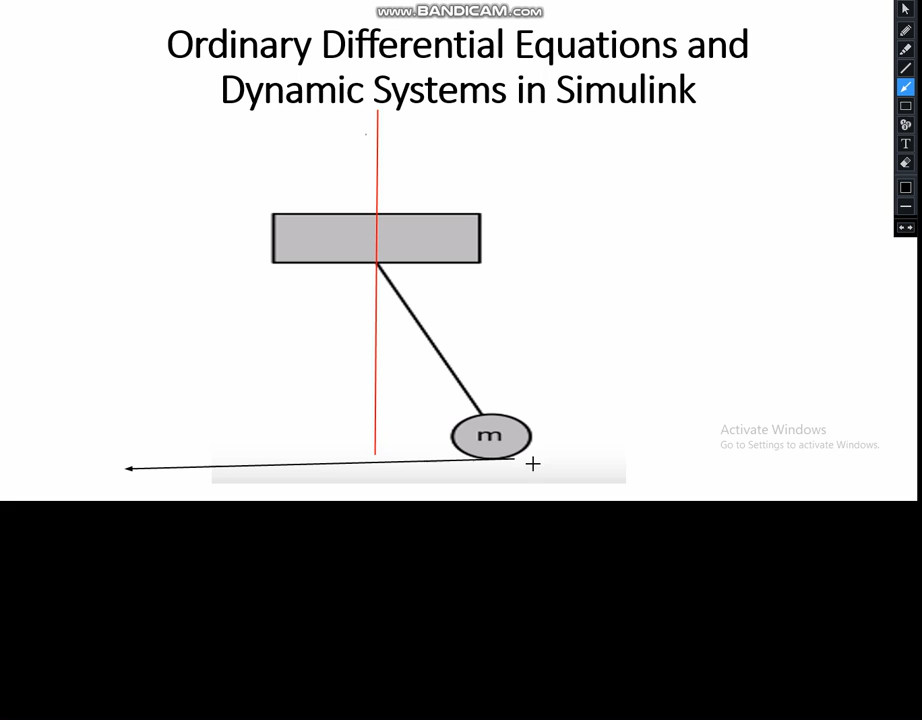 www.BANDICAM.com
Ordinary Differential Equations and
Dynamic Systems in Simulink
m
Activate Windows
Go to Settings to activate Windows.
T